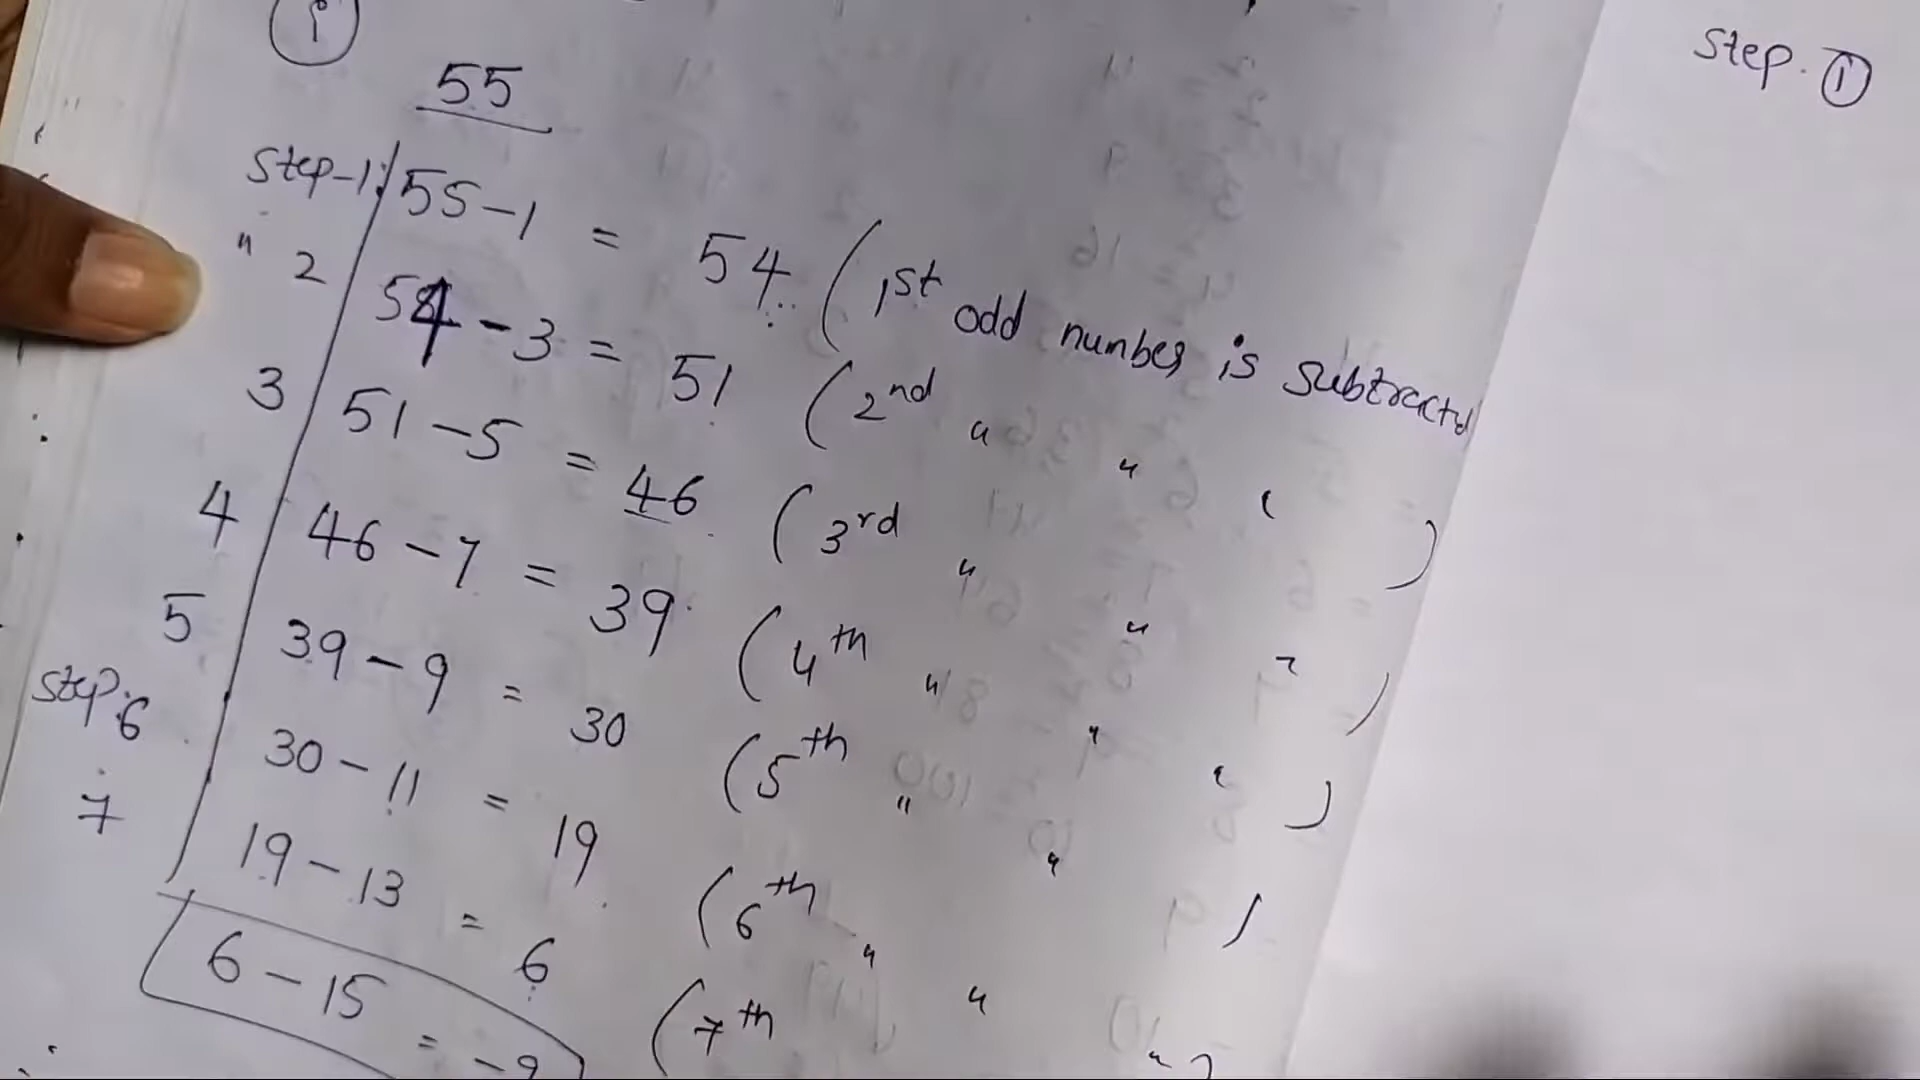 i
Step. 1
55
Step-1: 55-1 = 54 (1st odd number is subtracted
" 2 54 - 3 = 51 (2nd " " " )
3 51 - 5 = 46 (3rd " " " )
4 46 - 7 = 39 (4th " " " )
5 39 - 9 = 30 (5th " " " )
Step:6 30 - 11 = 19 (6th " "
7 19 - 13 = 6 (7th " "
6 - 15 = -9